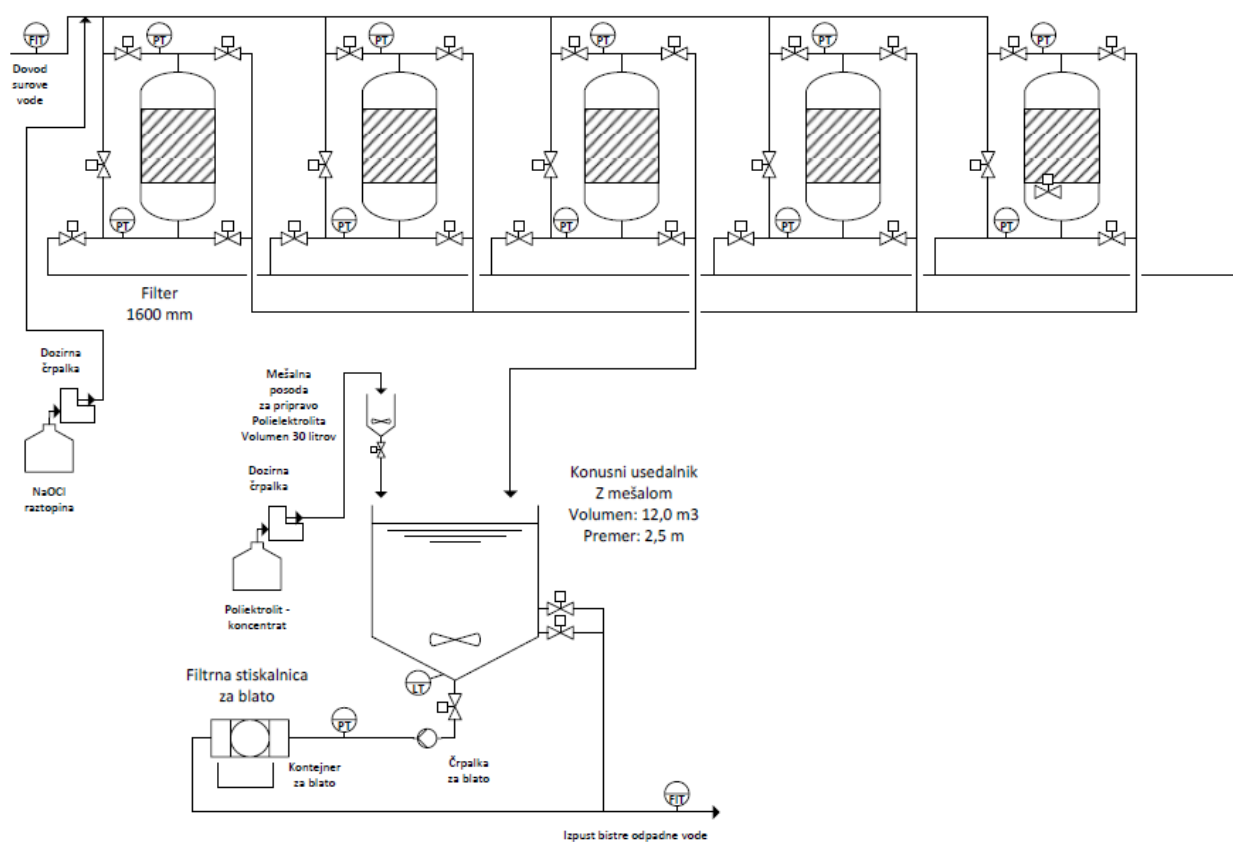 FIT
PT
PT
PT
PT
PT
Dovod
surove
vode
PT
PT
PT
PT
PT
Filter
1600 mm
Dozirna
črpalka
NaOCl
raztopina
Mešalna
posoda
za pripravo
Polielektrolita
Volumen 30 litrov
Dozirna
črpalka
Poliektrolit -
koncentrat
Konusni usedalnik
Z mešalom
Volumen: 12,0 m3
Premer: 2,5 m
LT
Filtrna stiskalnica
za blato
PT
Kontejner
za blato
Črpalka
za blato
FIT
Izpust bistre odpadne vode